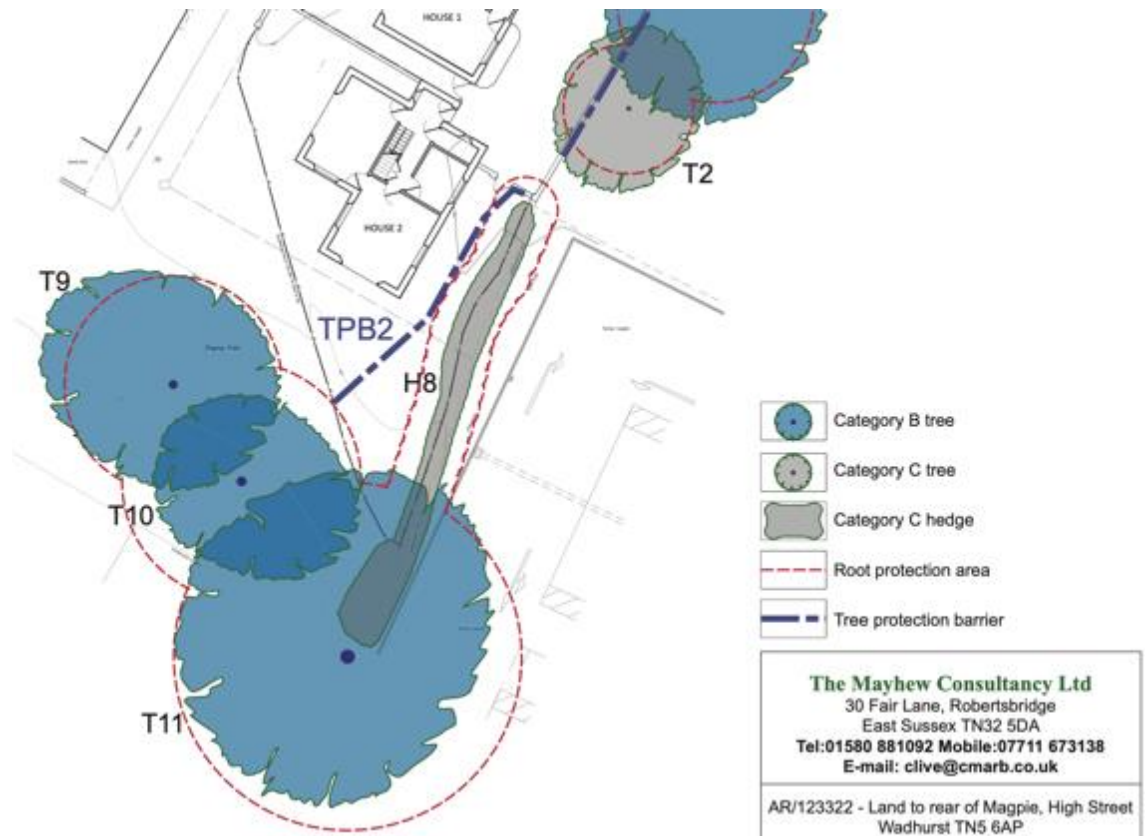 HOUSE 1
T2
HOUSE 2
T9
TPB2
H8
T10
T11
Category B tree
Category C tree
Category C hedge
Root protection area
Tree protection barrier
The Mayhew Consultancy Ltd
30 Fair Lane, Robertsbridge
East Sussex TN32 5DA
Tel:01580 881092 Mobile:07711 673138
E-mail: clive@cmarb.co.uk
AR/123322 - Land to rear of Magpie, High Street
Wadhurst TN5 6AP